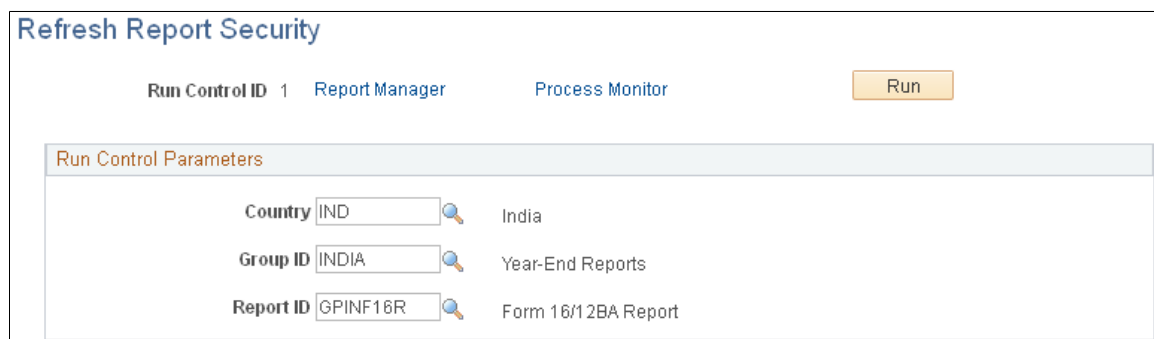 Refresh Report Security
Run Control ID 1 Report Manager Process Monitor Run
Run Control Parameters
Country IND India
Group ID INDIA Year-End Reports
Report ID GPINF16R Form 16/12BA Report